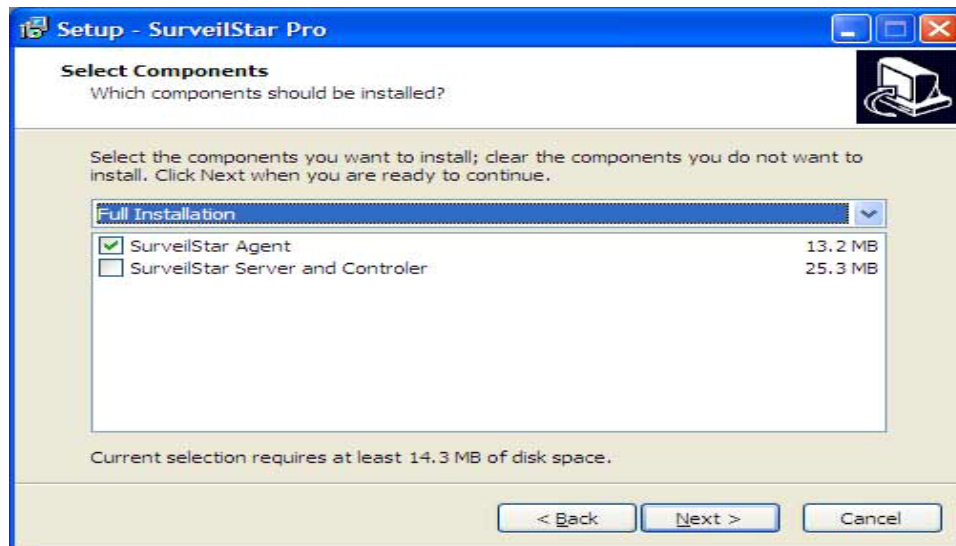 Setup - SurveilStar Pro
Select Components
Which components should be installed?
Select the components you want to install; clear the components you do not want to
install. Click Next when you are ready to continue.
Full Installation
SurveilStar Agent 13.2 MB
SurveilStar Server and Controler 25.3 MB
Current selection requires at least 14.3 MB of disk space.
< Back Next > Cancel